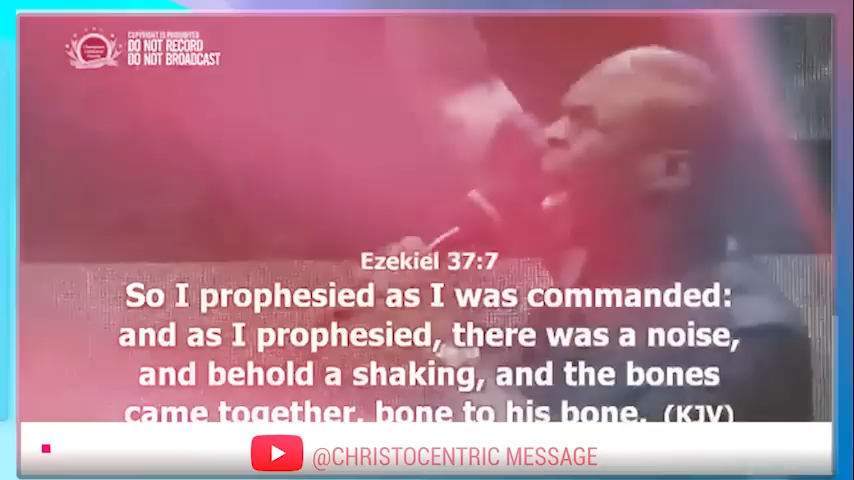 COPYRIGHT IS PROHIBITED
DO NOT RECORD
DO NOT BROADCAST
Ezekiel 37:7
So I prophesied as I was commanded:
and as I prophesied, there was a noise,
and behold a shaking, and the bones
came together, bone to his bone. (KJV)
@CHRISTOCENTRIC MESSAGE